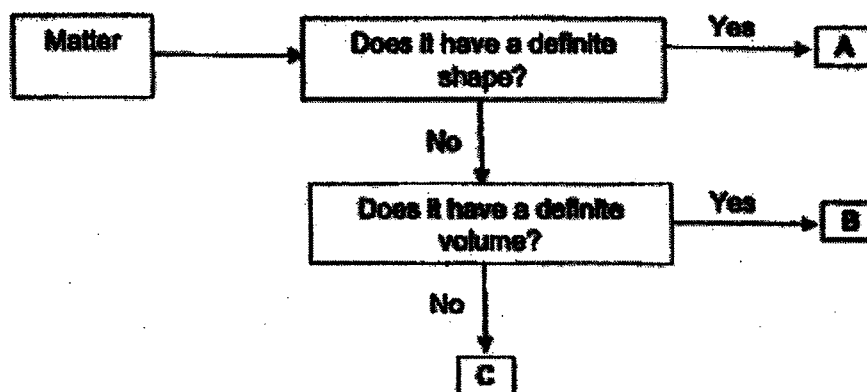 Matter
Does it have a definite
shape?
Yes
A
No
Does it have a definite
volume?
Yes
B
No
C